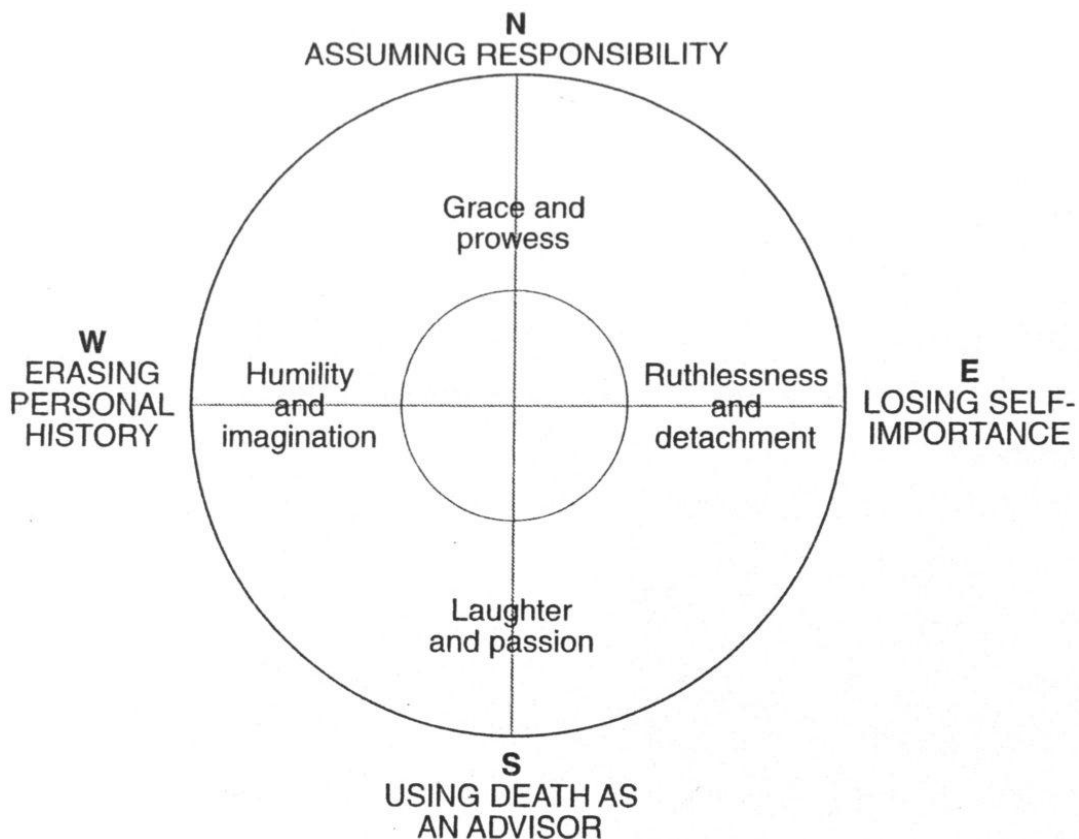 N
ASSUMING RESPONSIBILITY
Grace and
prowess
W
ERASING
PERSONAL
HISTORY
Humility
and
imagination
Ruthlessness
and
detachment
E
LOSING SELF-
IMPORTANCE
Laughter
and passion
S
USING DEATH AS
AN ADVISOR